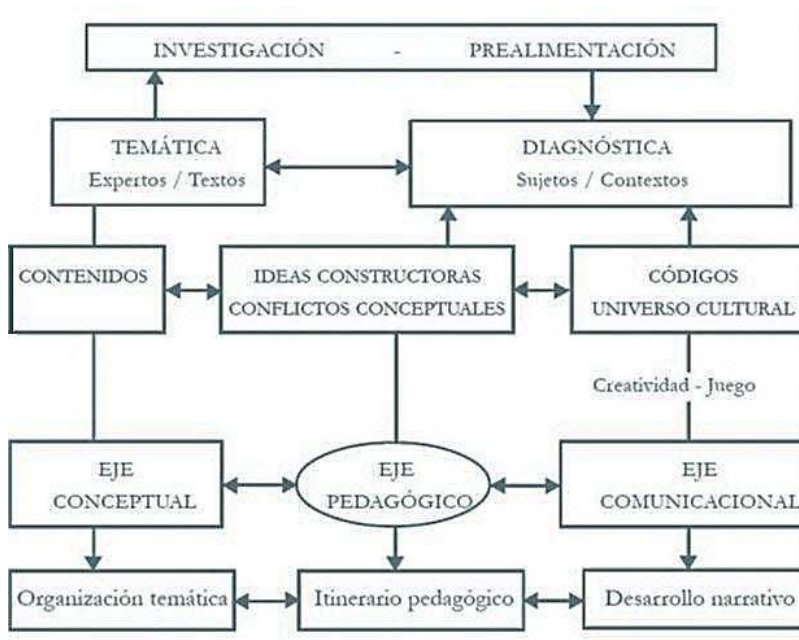 INVESTIGACIÓN - PREALIMENTACIÓN
TEMÁTICA
Expertos / Textos
DIAGNÓSTICA
Sujetos / Contextos
CONTENIDOS
IDEAS CONSTRUCTORAS
CONFLICTOS CONCEPTUALES
CÓDIGOS
UNIVERSO CULTURAL
Creatividad - Juego
EJE
CONCEPTUAL
EJE
PEDAGÓGICO
EJE
COMUNICACIONAL
Organización temática
Itinerario pedagógico
Desarrollo narrativo